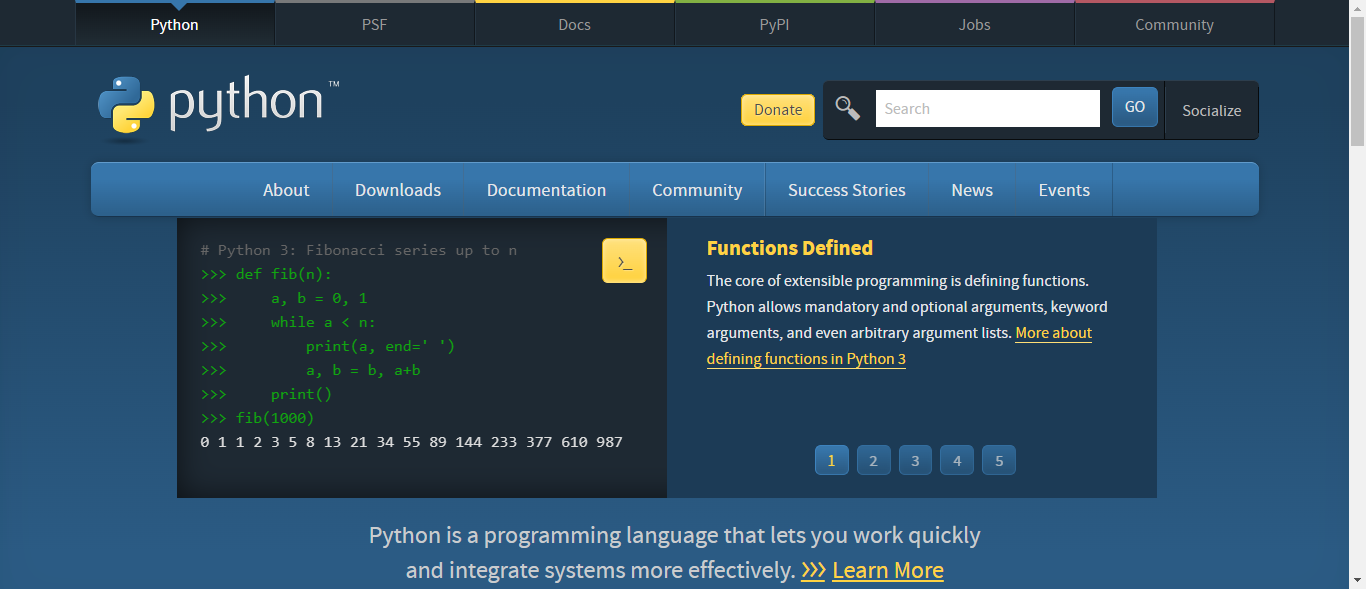 Python PSF Docs PyPI Jobs Community
python™
Donate Search GO Socialize
About Downloads Documentation Community Success Stories News Events
# Python 3: Fibonacci series up to n
>>> def fib(n):
>>>     a, b = 0, 1
>>>     while a < n:
>>>         print(a, end=' ')
>>>         a, b = b, a+b
>>>     print()
>>> fib(1000)
0 1 1 2 3 5 8 13 21 34 55 89 144 233 377 610 987
>_
Functions Defined
The core of extensible programming is defining functions.
Python allows mandatory and optional arguments, keyword
arguments, and even arbitrary argument lists. More about
defining functions in Python 3
1 2 3 4 5
Python is a programming language that lets you work quickly
and integrate systems more effectively. >>> Learn More